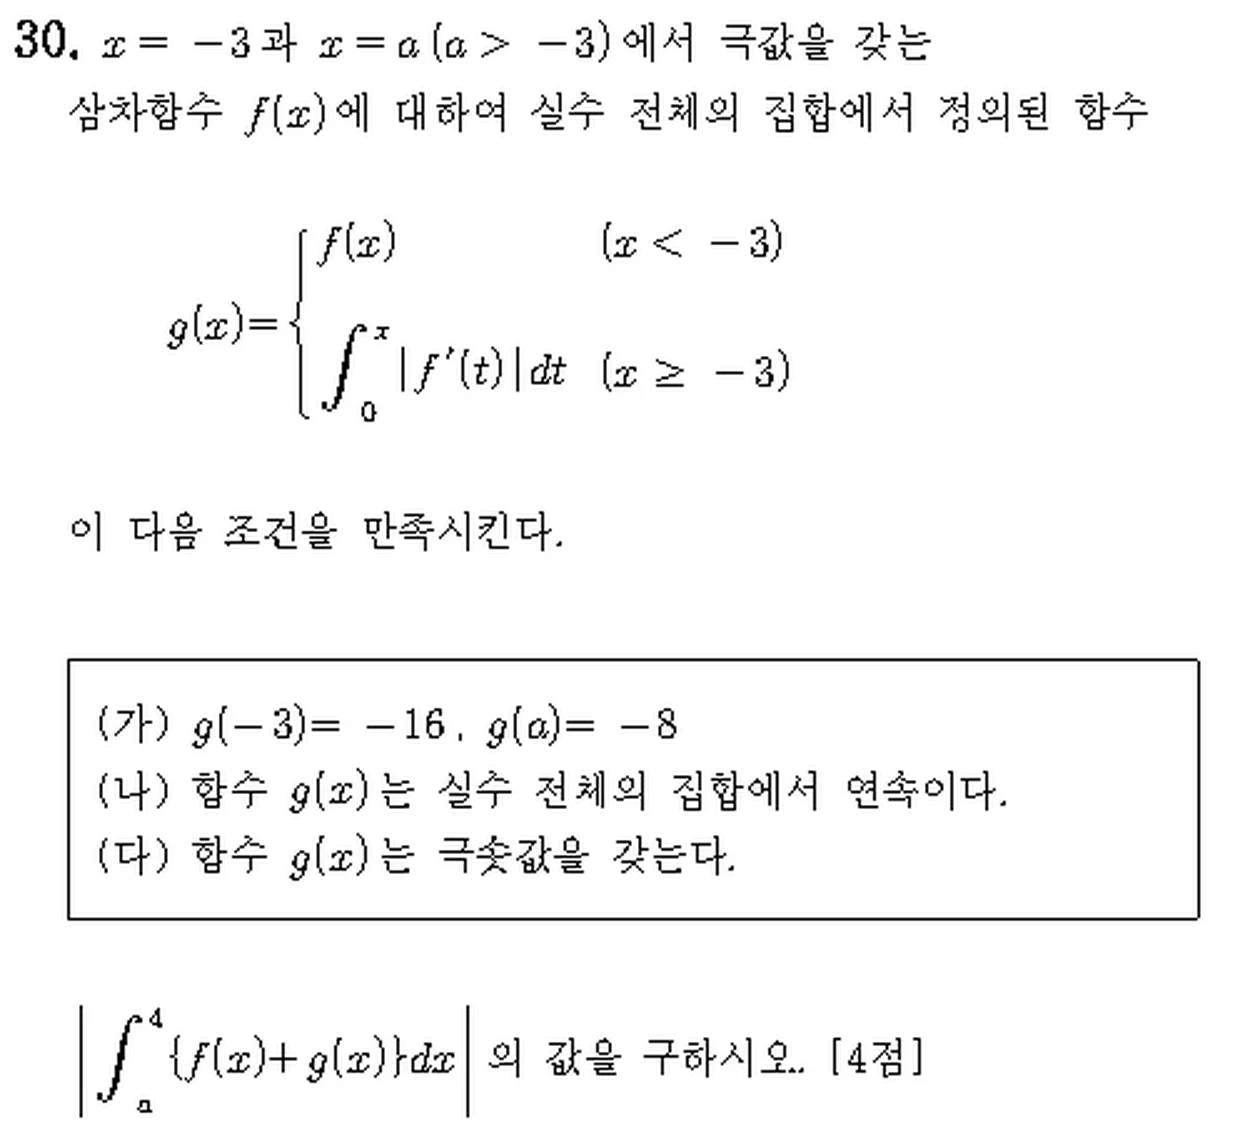 30. x = -3과 x = a (a > -3)에서 극값을 갖는
삼차함수 f(x)에 대하여 실수 전체의 집합에서 정의된 함수
f(x) (x < -3)
g(x)=
∫₀ˣ |f′(t)|dt (x ≥ -3)
이 다음 조건을 만족시킨다.
(가) g(-3)= -16, g(a)= -8
(나) 함수 g(x)는 실수 전체의 집합에서 연속이다.
(다) 함수 g(x)는 극솟값을 갖는다.
|∫ₐ⁴ {f(x)+g(x)}dx| 의 값을 구하시오.. [4점]